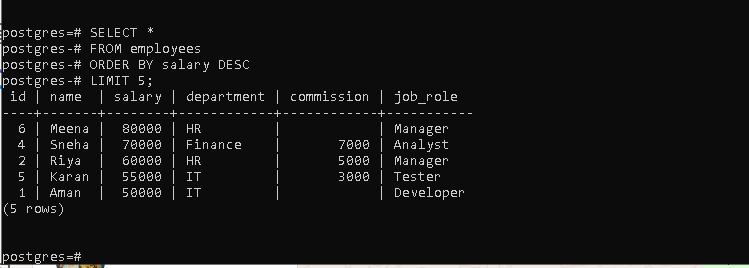 postgres=# SELECT *
postgres-# FROM employees
postgres-# ORDER BY salary DESC
postgres-# LIMIT 5;
 id | name  | salary | department | commission | job_role
----+-------+--------+------------+------------+-----------
  6 | Meena |  80000 | HR         |            | Manager
  4 | Sneha |  70000 | Finance    |       7000 | Analyst
  2 | Riya  |  60000 | HR         |       5000 | Manager
  5 | Karan |  55000 | IT         |       3000 | Tester
  1 | Aman  |  50000 | IT         |            | Developer
(5 rows)
postgres=#